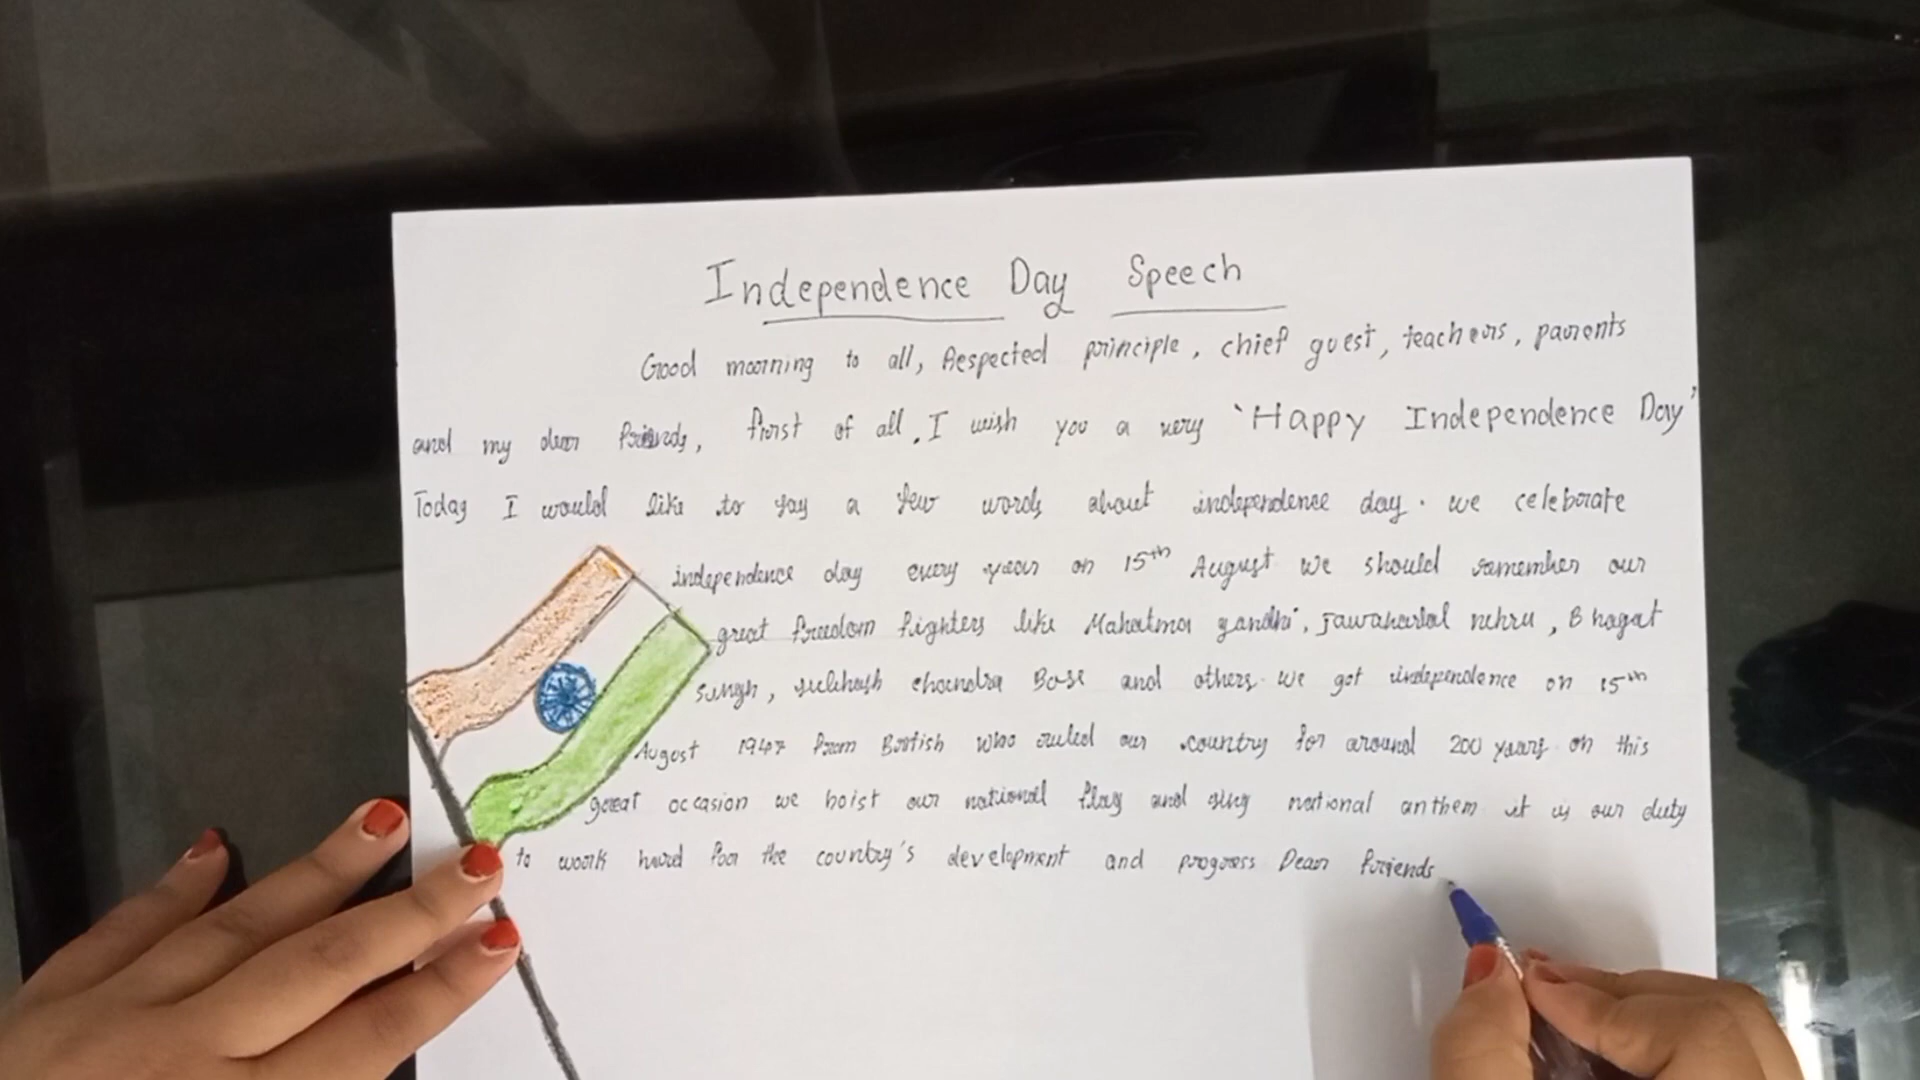 Independence Day Speech
Good morning to all, Respected principle, chief guest, teachers, parents
and my dear friends, first of all, I wish you a very 'Happy Independence Day'
Today I would like to say a few words about independence day. we celebrate
independence day every year on 15th August we should remember our
great freedom fighters like Mahatma gandhi, Jawaharlal nehru, Bhagat
singh, subhash chandra Bose and others. we got independence on 15th
August 1947 from British who ruled our country for around 200 years on this
great occasion we hoist our national flag and sing national anthem it is our duty
to work hard for the country's development and progress Dear friends